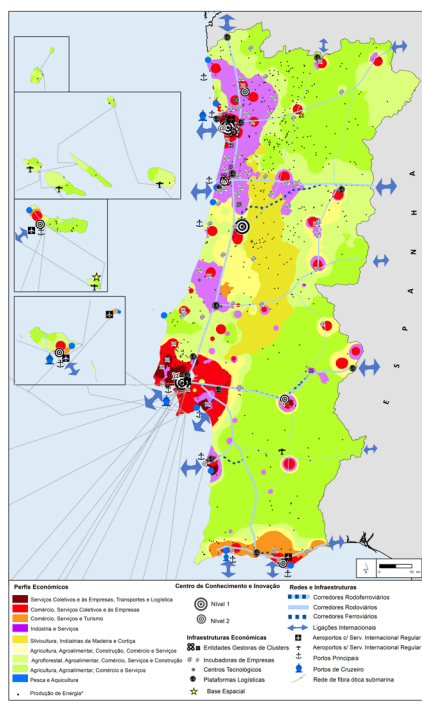 ESPANHA
50 km
Perfis Económicos
Serviços Coletivos e às Empresas, Transportes e Logística
Comércio, Serviços Coletivos e às Empresas
Comércio, Serviços e Turismo
Indústria e Serviços
Silvicultura, Indústrias da Madeira e Cortiça
Agricultura, Agroalimentar, Construção, Comércio e Serviços
Agroflorestal, Agroalimentar, Comércio, Serviços e Construção
Agricultura, Agroalimentar, Comércio e Serviços
Pesca e Aquicultura
Produção de Energia*
Centro de Conhecimento e Inovação
Nível 1
Nível 2
Infraestruturas Económicas
Entidades Gestoras de Clusters
Incubadoras de Empresas
Centros Tecnológicos
Plataformas Logísticas
Base Espacial
Redes e Infraestruturas
Corredores Rodoferroviários
Corredores Rodoviários
Corredores Ferroviários
Ligações Internacionais
Aeroportos c/ Serv. Internacional Regular
Aeroportos s/ Serv. Internacional Regular
Portos Principais
Portos de Cruzeiro
Rede de fibra ótica submarina